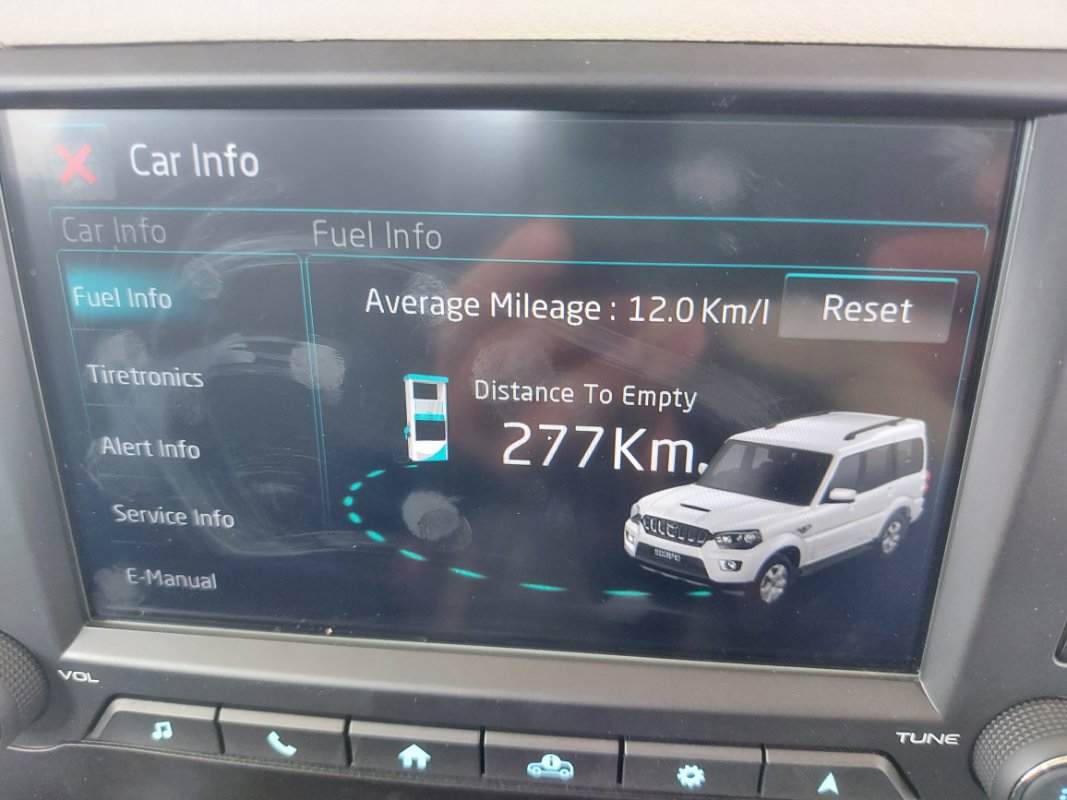 Car Info
Car Info
Fuel Info
Fuel Info
Average Mileage : 12.0 Km/l
Reset
Tiretronics
Distance To Empty
277Km.
Alert Info
Service Info
E-Manual
SCORPIO
VOL
TUNE